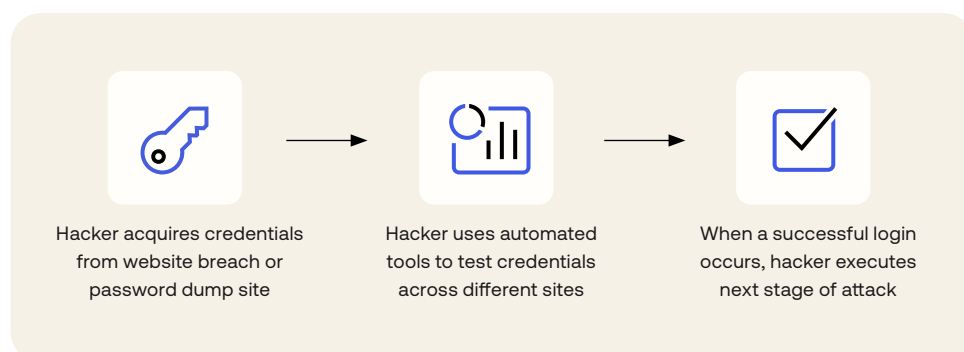 Hacker acquires credentials
from website breach or
password dump site
Hacker uses automated
tools to test credentials
across different sites
When a successful login
occurs, hacker executes
next stage of attack